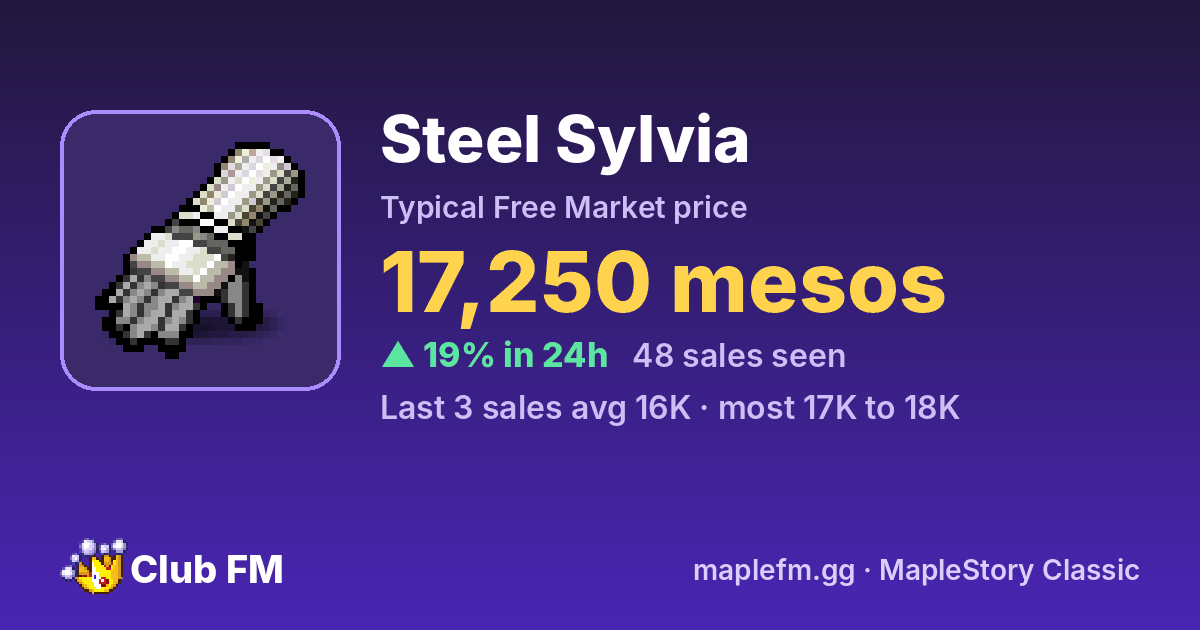 Steel Sylvia
Typical Free Market price
17,250 mesos
▲ 19% in 24h 48 sales seen
Last 3 sales avg 16K · most 17K to 18K
Club FM
maplefm.gg · MapleStory Classic